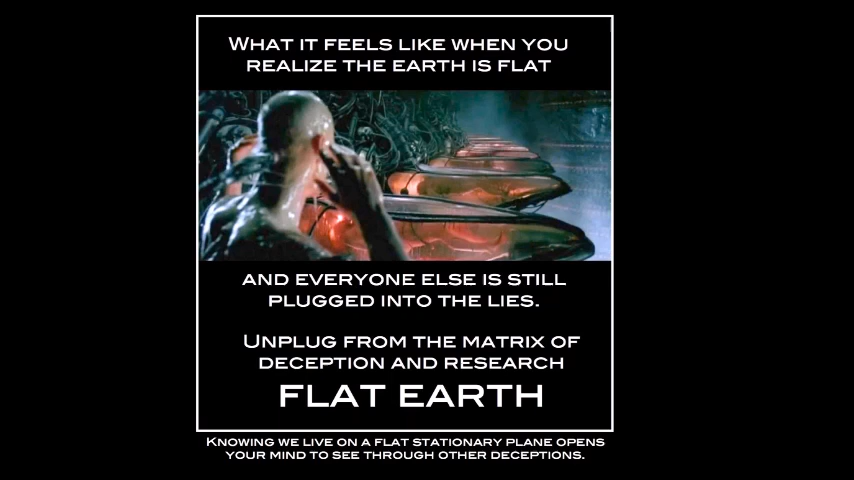 What it feels like when you
realize the earth is flat
and everyone else is still
plugged into the lies.
Unplug from the matrix of
deception and research
FLAT EARTH
Knowing we live on a flat stationary plane opens
your mind to see through other deceptions.